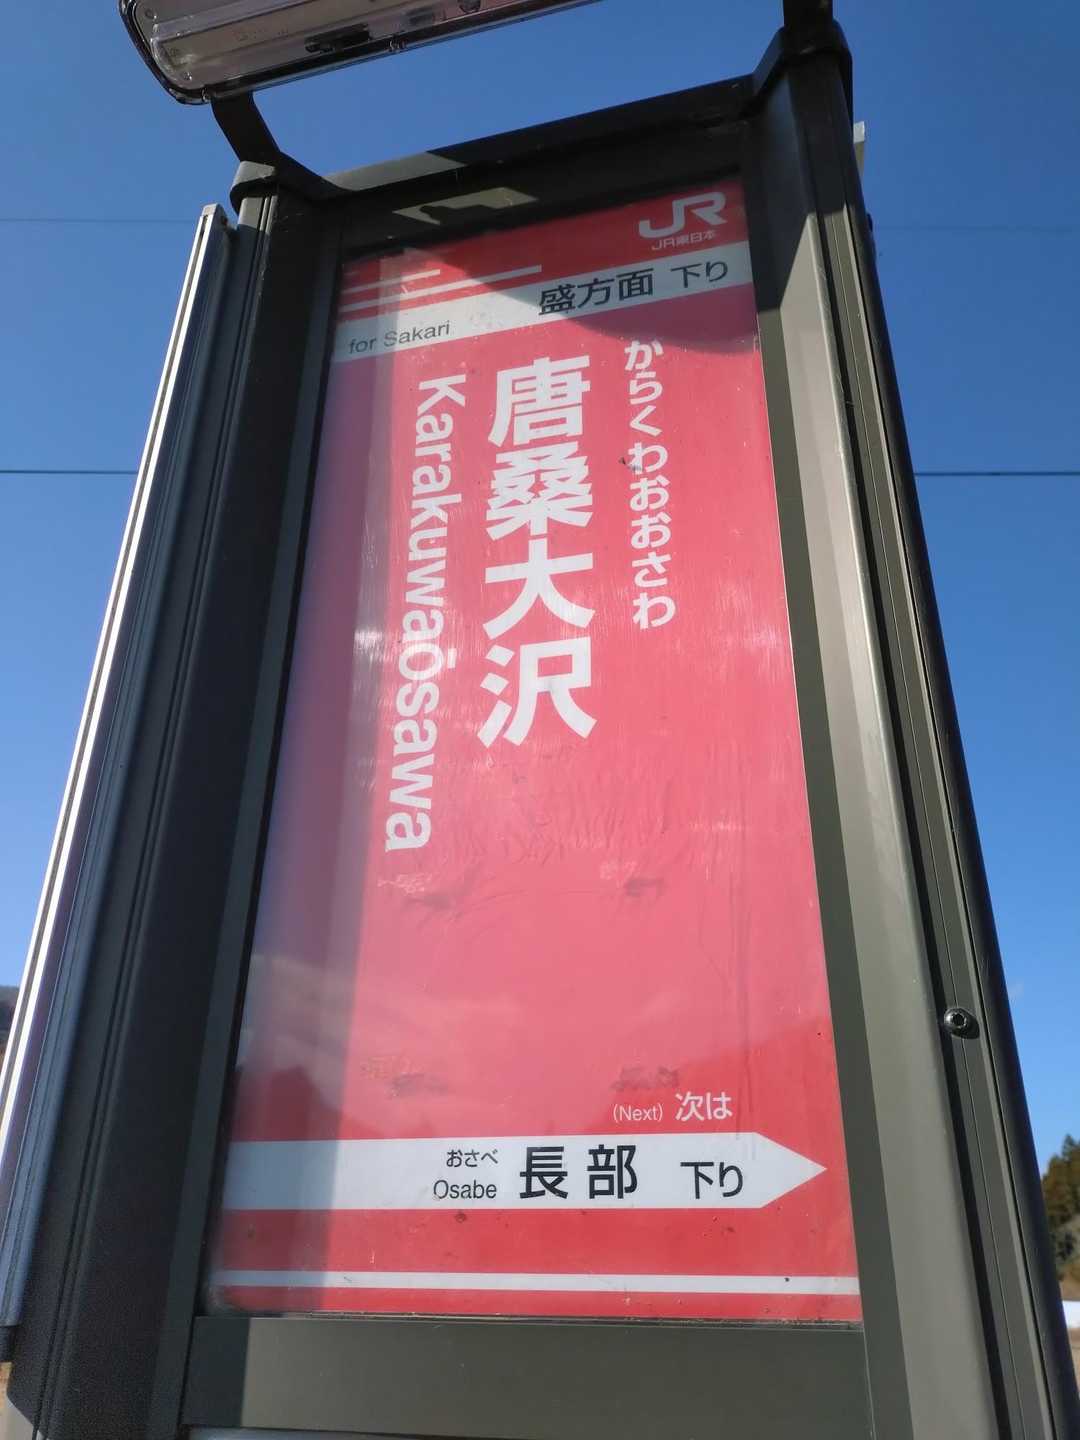 JR
JR東日本
盛方面 下り
for Sakari
からくわおおさわ
唐桑大沢
Karakuwaōsawa
(Next) 次は
おさべ
Osabe
長部
下り